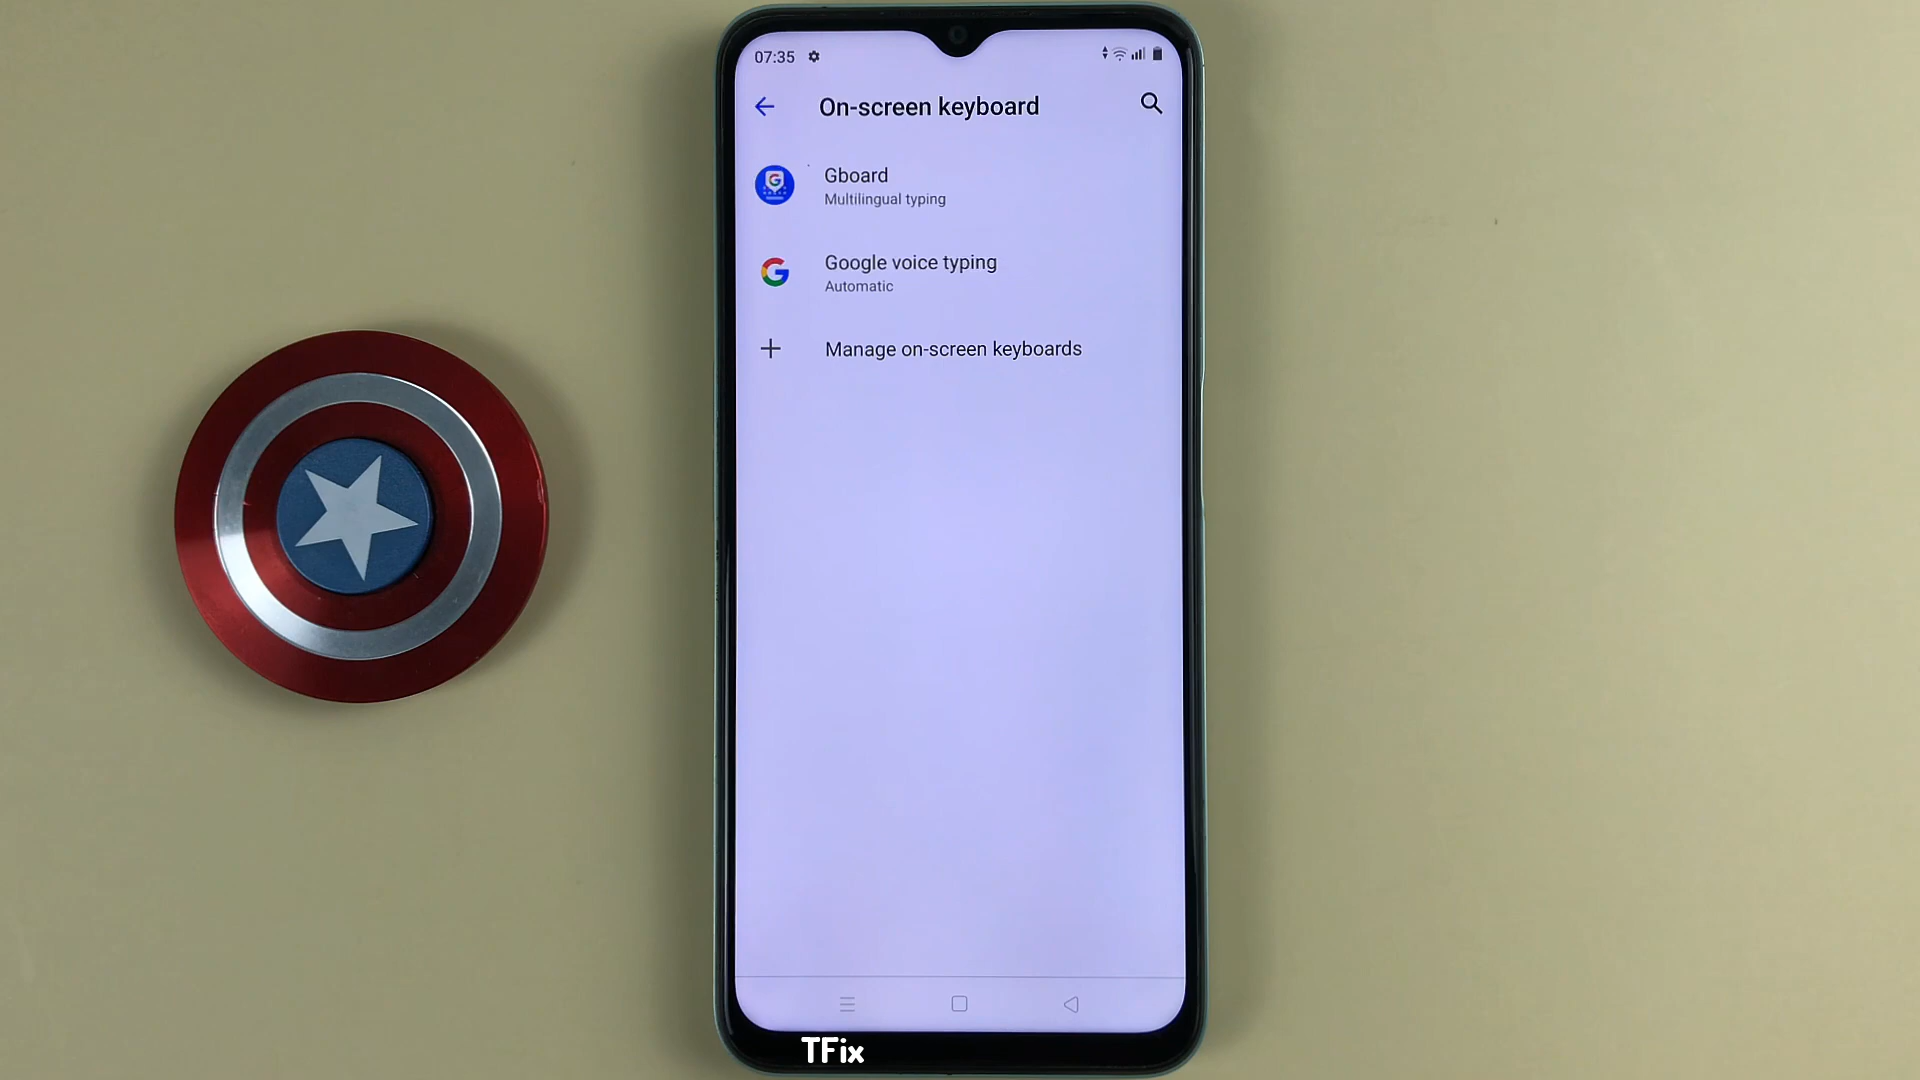 07:35
On-screen keyboard
Gboard
Multilingual typing
Google voice typing
Automatic
Manage on-screen keyboards
TFix